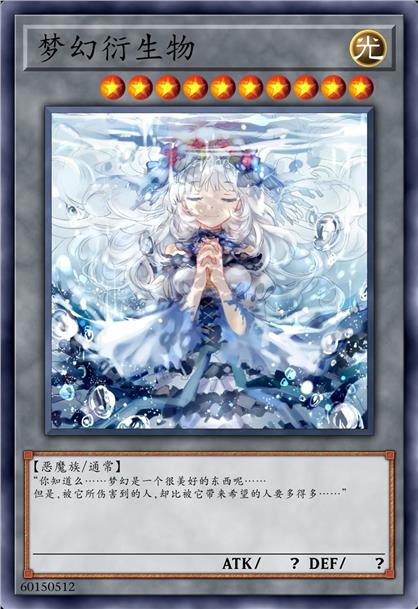 梦幻衍生物
光
【恶魔族/通常】
“你知道么……梦幻是一个很美好的东西呢……
但是,被它所伤害到的人,却比被它带来希望的人要多得多……”
ATK/ ? DEF/ ?
60150512